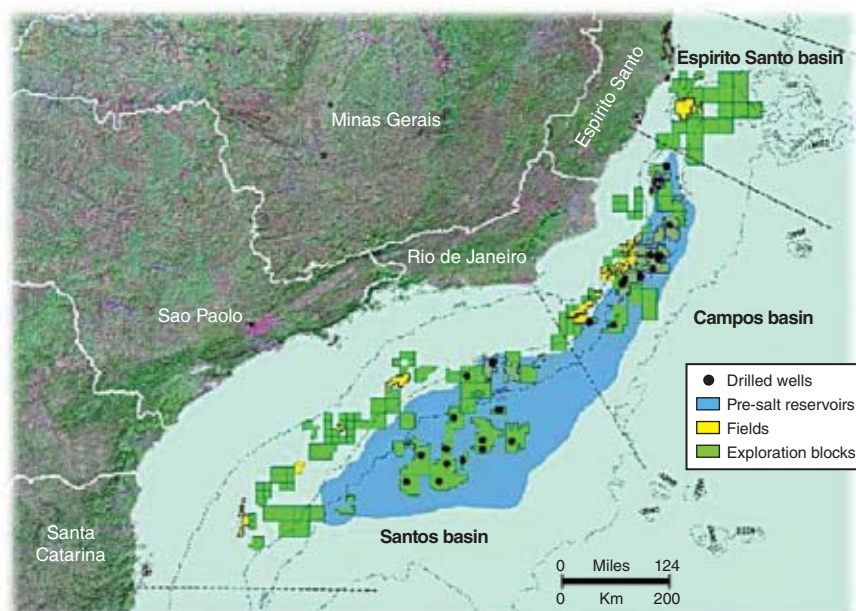 Espirito Santo basin
Espirito Santo
Minas Gerais
Rio de Janeiro
Sao Paolo
Campos basin
Drilled wells
Pre-salt reservoirs
Fields
Exploration blocks
Santa
Catarina
Santos basin
0 Miles 124
0 Km 200